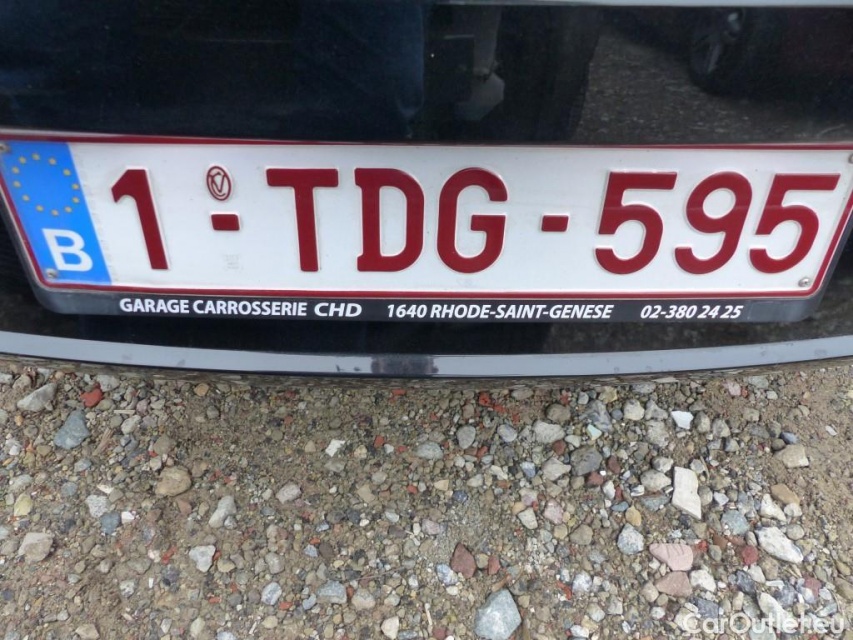 B 1-TDG-595
GARAGE CARROSSERIE CHD 1640 RHODE-SAINT-GENESE 02-380 24 25
CarOutlet.eu